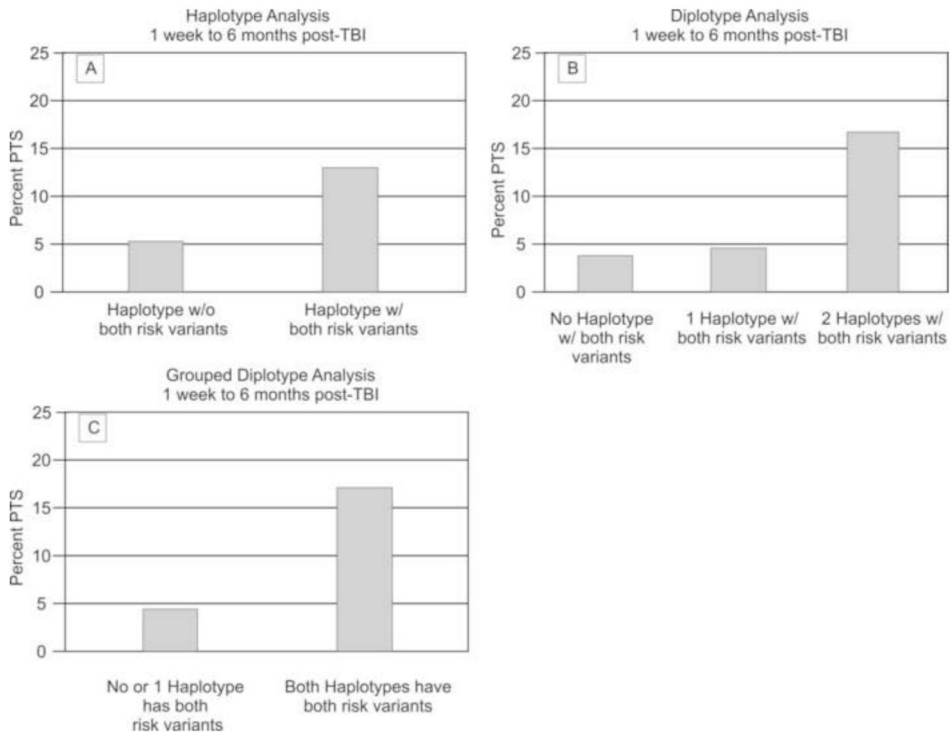 Haplotype Analysis
1 week to 6 months post-TBI
A
Percent PTS
25
20
15
10
5
0
Haplotype w/o
both risk variants
Haplotype w/
both risk variants
Diplotype Analysis
1 week to 6 months post-TBI
B
Percent PTS
25
20
15
10
5
0
No Haplotype
w/ both risk
variants
1 Haplotype w/
both risk variants
2 Haplotypes w/
both risk variants
Grouped Diplotype Analysis
1 week to 6 months post-TBI
C
Percent PTS
25
20
15
10
5
0
No or 1 Haplotype
has both
risk variants
Both Haplotypes have
both risk variants